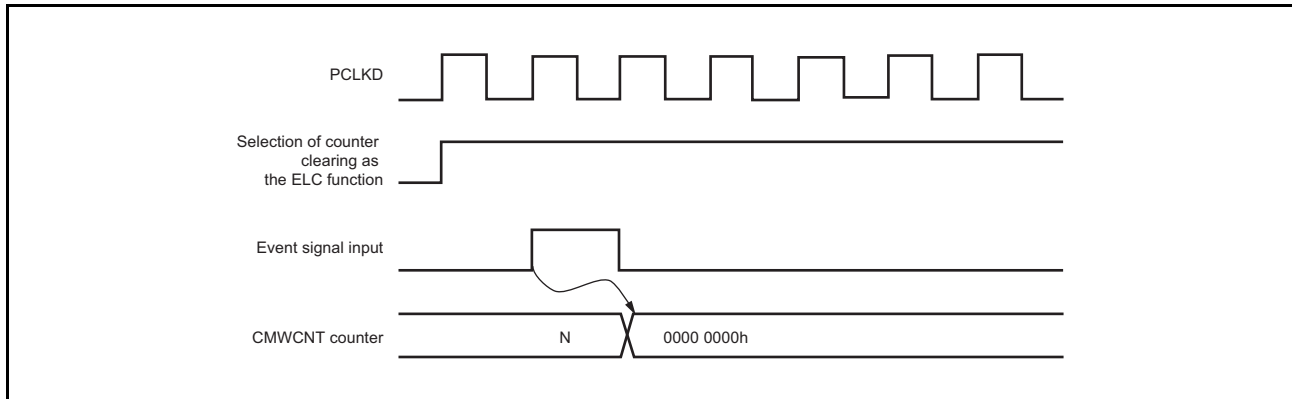 PCLKD
Selection of counter
clearing as
the ELC function
Event signal input
CMWCNT counter
N
0000 0000h